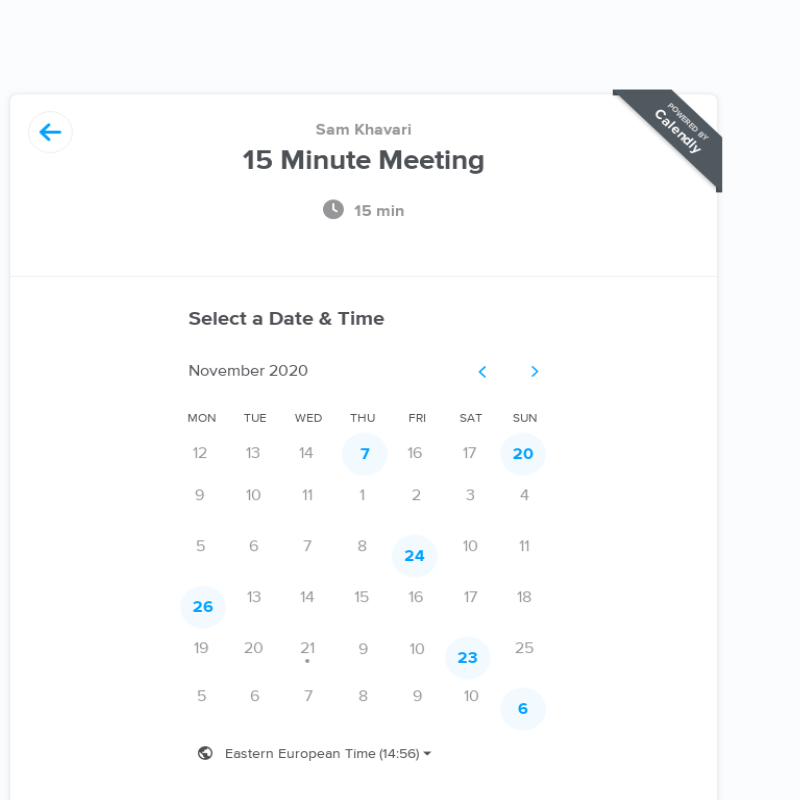 POWERED BY
Calendly
Sam Khavari
15 Minute Meeting
15 min
Select a Date & Time
November 2020
MON TUE WED THU FRI SAT SUN
12 13 14 7 16 17 20
9 10 11 1 2 3 4
5 6 7 8 24 10 11
26 13 14 15 16 17 18
19 20 21 9 10 23 25
5 6 7 8 9 10 6
Eastern European Time (14:56)